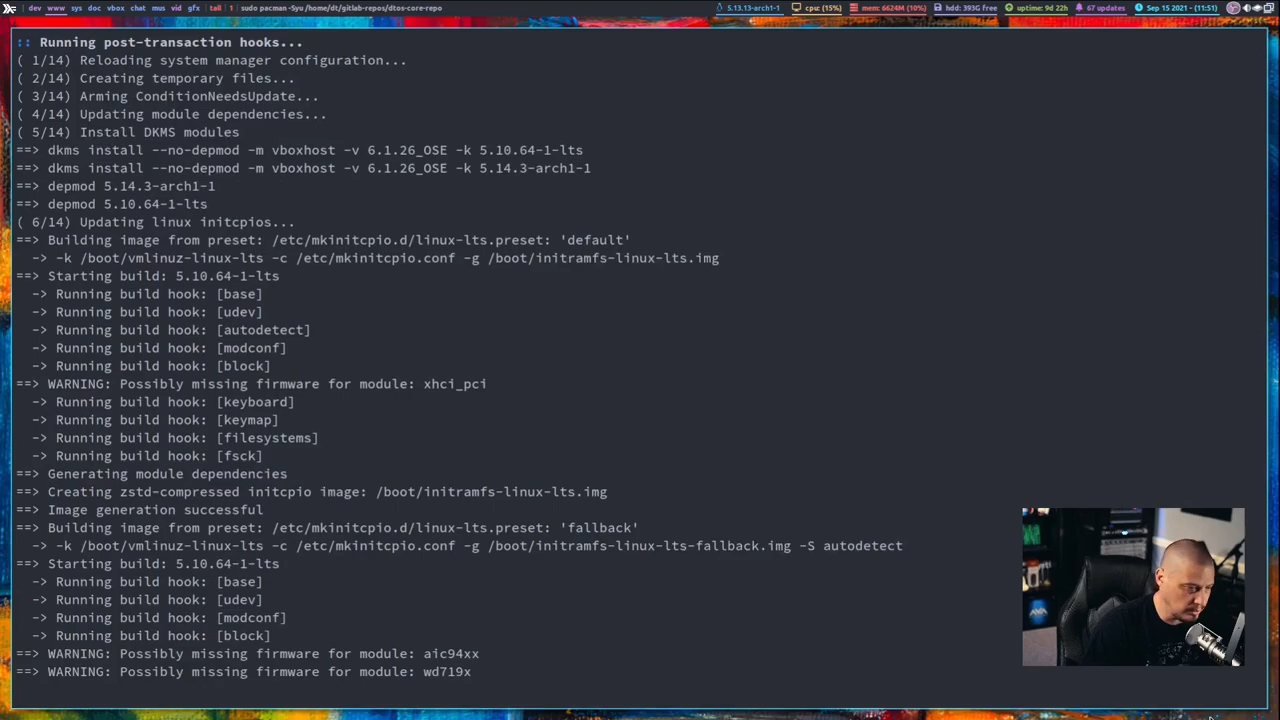 dev www sys doc vbox chat mus vid gfx | tall | 1 | sudo pacman -Syu /home/dt/gitlab-repos/dtos-core-repo
5.13.13-arch1-1 cpu: (15%) mem: 6624M (10%) hdd: 393G free uptime: 9d 22h 67 updates Sep 15 2021 - (11:51)
:: Running post-transaction hooks...
( 1/14) Reloading system manager configuration...
( 2/14) Creating temporary files...
( 3/14) Arming ConditionNeedsUpdate...
( 4/14) Updating module dependencies...
( 5/14) Install DKMS modules
==> dkms install --no-depmod -m vboxhost -v 6.1.26_OSE -k 5.10.64-1-lts
==> dkms install --no-depmod -m vboxhost -v 6.1.26_OSE -k 5.14.3-arch1-1
==> depmod 5.14.3-arch1-1
==> depmod 5.10.64-1-lts
( 6/14) Updating linux initcpios...
==> Building image from preset: /etc/mkinitcpio.d/linux-lts.preset: 'default'
  -> -k /boot/vmlinuz-linux-lts -c /etc/mkinitcpio.conf -g /boot/initramfs-linux-lts.img
==> Starting build: 5.10.64-1-lts
  -> Running build hook: [base]
  -> Running build hook: [udev]
  -> Running build hook: [autodetect]
  -> Running build hook: [modconf]
  -> Running build hook: [block]
==> WARNING: Possibly missing firmware for module: xhci_pci
  -> Running build hook: [keyboard]
  -> Running build hook: [keymap]
  -> Running build hook: [filesystems]
  -> Running build hook: [fsck]
==> Generating module dependencies
==> Creating zstd-compressed initcpio image: /boot/initramfs-linux-lts.img
==> Image generation successful
==> Building image from preset: /etc/mkinitcpio.d/linux-lts.preset: 'fallback'
  -> -k /boot/vmlinuz-linux-lts -c /etc/mkinitcpio.conf -g /boot/initramfs-linux-lts-fallback.img -S autodetect
==> Starting build: 5.10.64-1-lts
  -> Running build hook: [base]
  -> Running build hook: [udev]
  -> Running build hook: [modconf]
  -> Running build hook: [block]
==> WARNING: Possibly missing firmware for module: aic94xx
==> WARNING: Possibly missing firmware for module: wd719x